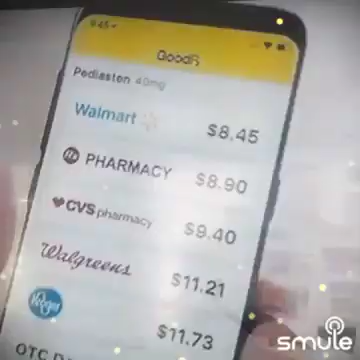 9:45
GoodR
Pediasten 40mg
Walmart $8.45
PHARMACY $8.90
CVS pharmacy $9.40
Walgreens $11.21
Kroger $11.73
OTC
smule